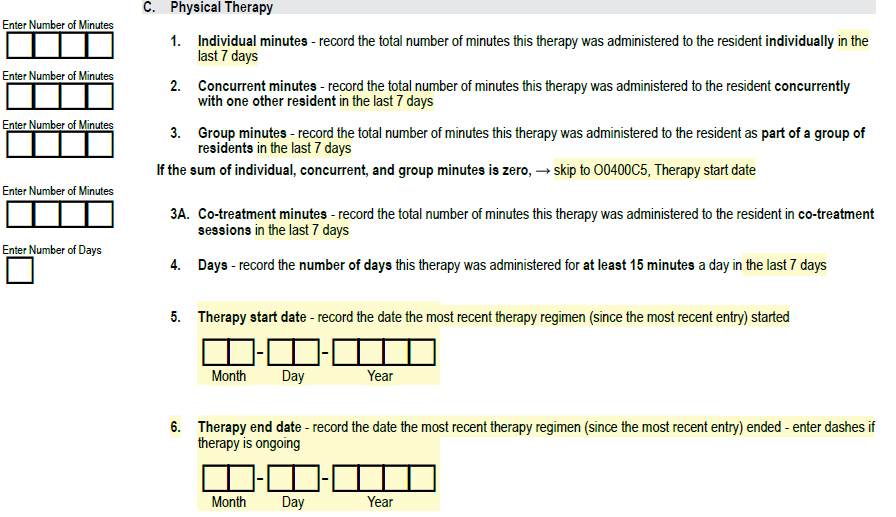 C. Physical Therapy
Enter Number of Minutes
1. Individual minutes - record the total number of minutes this therapy was administered to the resident individually in the
last 7 days
Enter Number of Minutes
2. Concurrent minutes - record the total number of minutes this therapy was administered to the resident concurrently
with one other resident in the last 7 days
Enter Number of Minutes
3. Group minutes - record the total number of minutes this therapy was administered to the resident as part of a group of
residents in the last 7 days
If the sum of individual, concurrent, and group minutes is zero, → skip to O0400C5, Therapy start date
Enter Number of Minutes
3A. Co-treatment minutes - record the total number of minutes this therapy was administered to the resident in co-treatment
sessions in the last 7 days
Enter Number of Days
4. Days - record the number of days this therapy was administered for at least 15 minutes a day in the last 7 days
5. Therapy start date - record the date the most recent therapy regimen (since the most recent entry) started
- -
Month Day Year
6. Therapy end date - record the date the most recent therapy regimen (since the most recent entry) ended - enter dashes if
therapy is ongoing
- -
Month Day Year